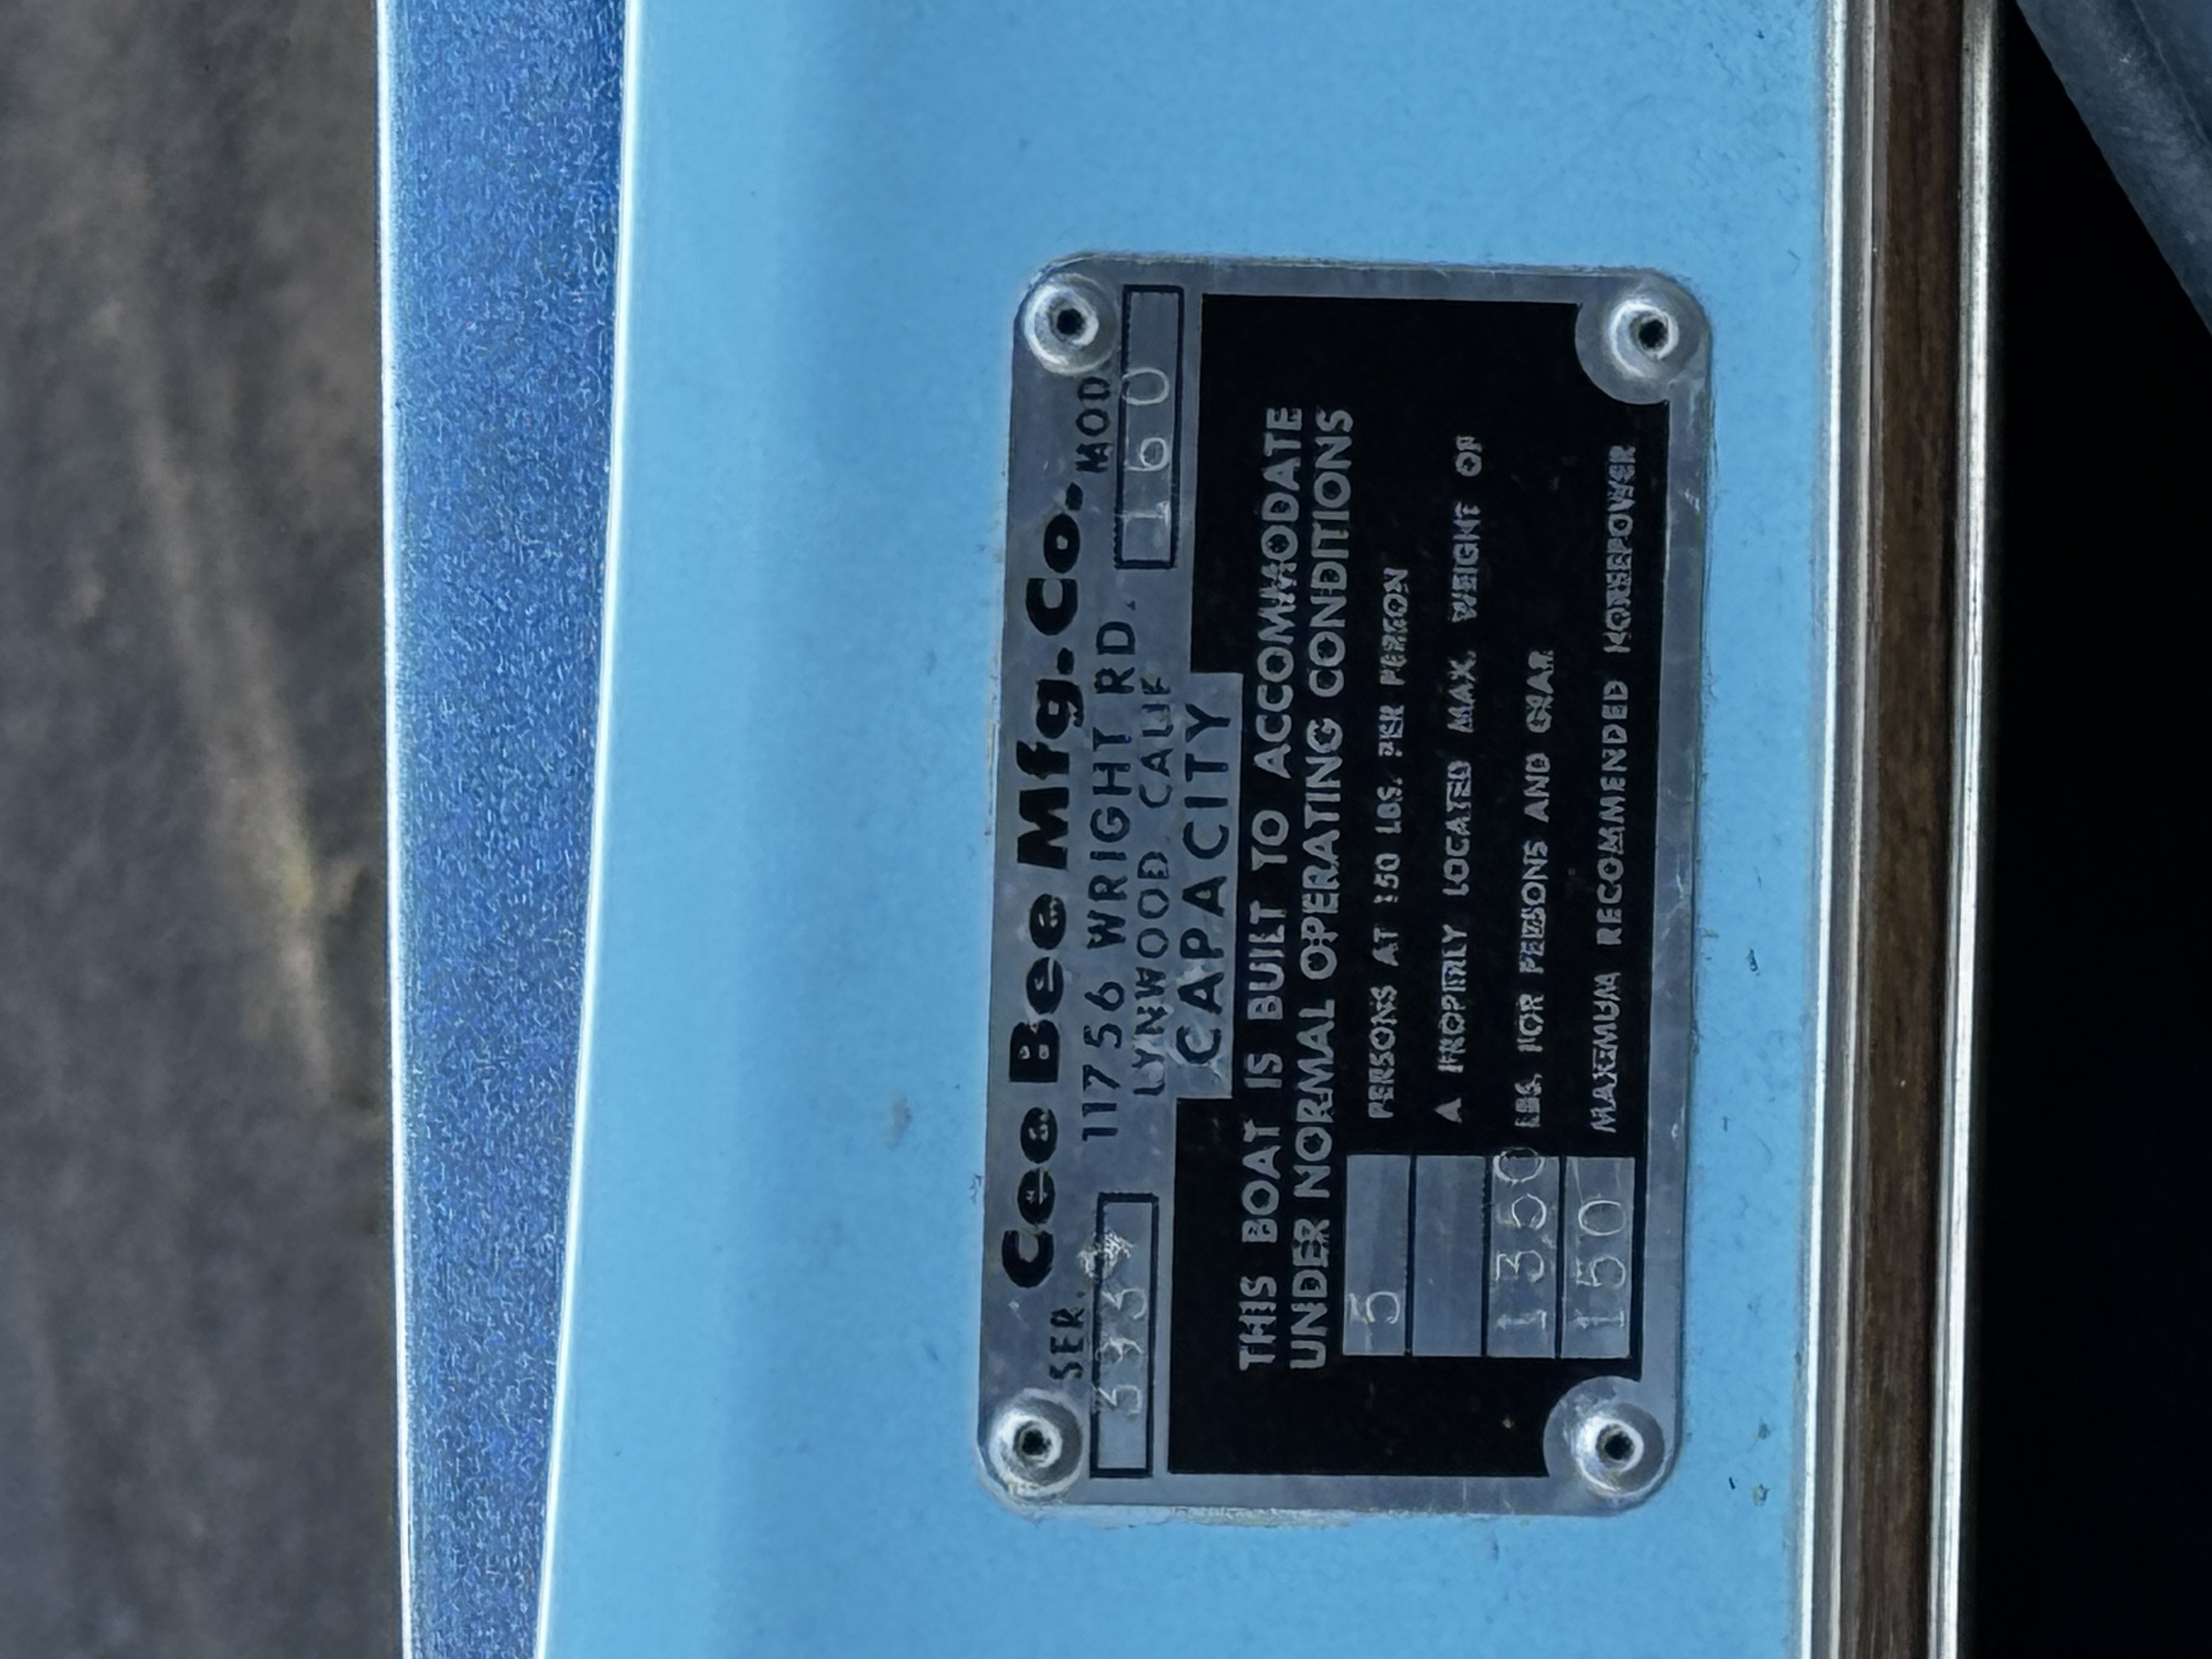 Cee Bee Mfg. Co.
SER.
11756 WRIGHT RD.
MOD
160
LYNWOOD CALIF
CAPACITY
THIS BOAT IS BUILT TO ACCOMMODATE
UNDER NORMAL OPERATING CONDITIONS
5 PERSONS AT 150 LBS. PER PERSON
A PROPERLY LOCATED MAX. WEIGHT OF
1350 LBS. FOR PERSONS AND GEAR
150 MAXIMUM RECOMMENDED HORSEPOWER